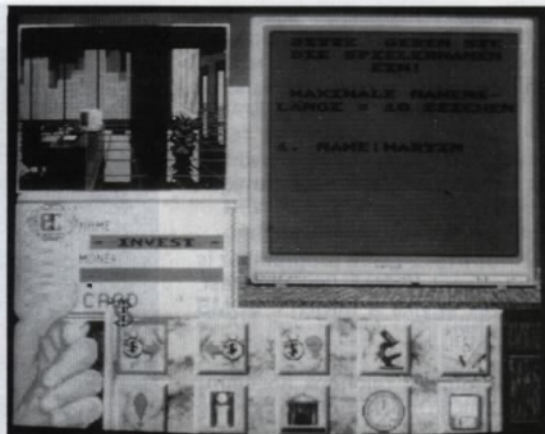 BITTE GEBEN SIE
DIE SPIELERNAMEN
EIN!
MAXIMALE NAMENS-
LÄNGE = 10 ZEICHEN
1. NAME:MARTIN
NAME
- INVEST -
MONEY
CARD